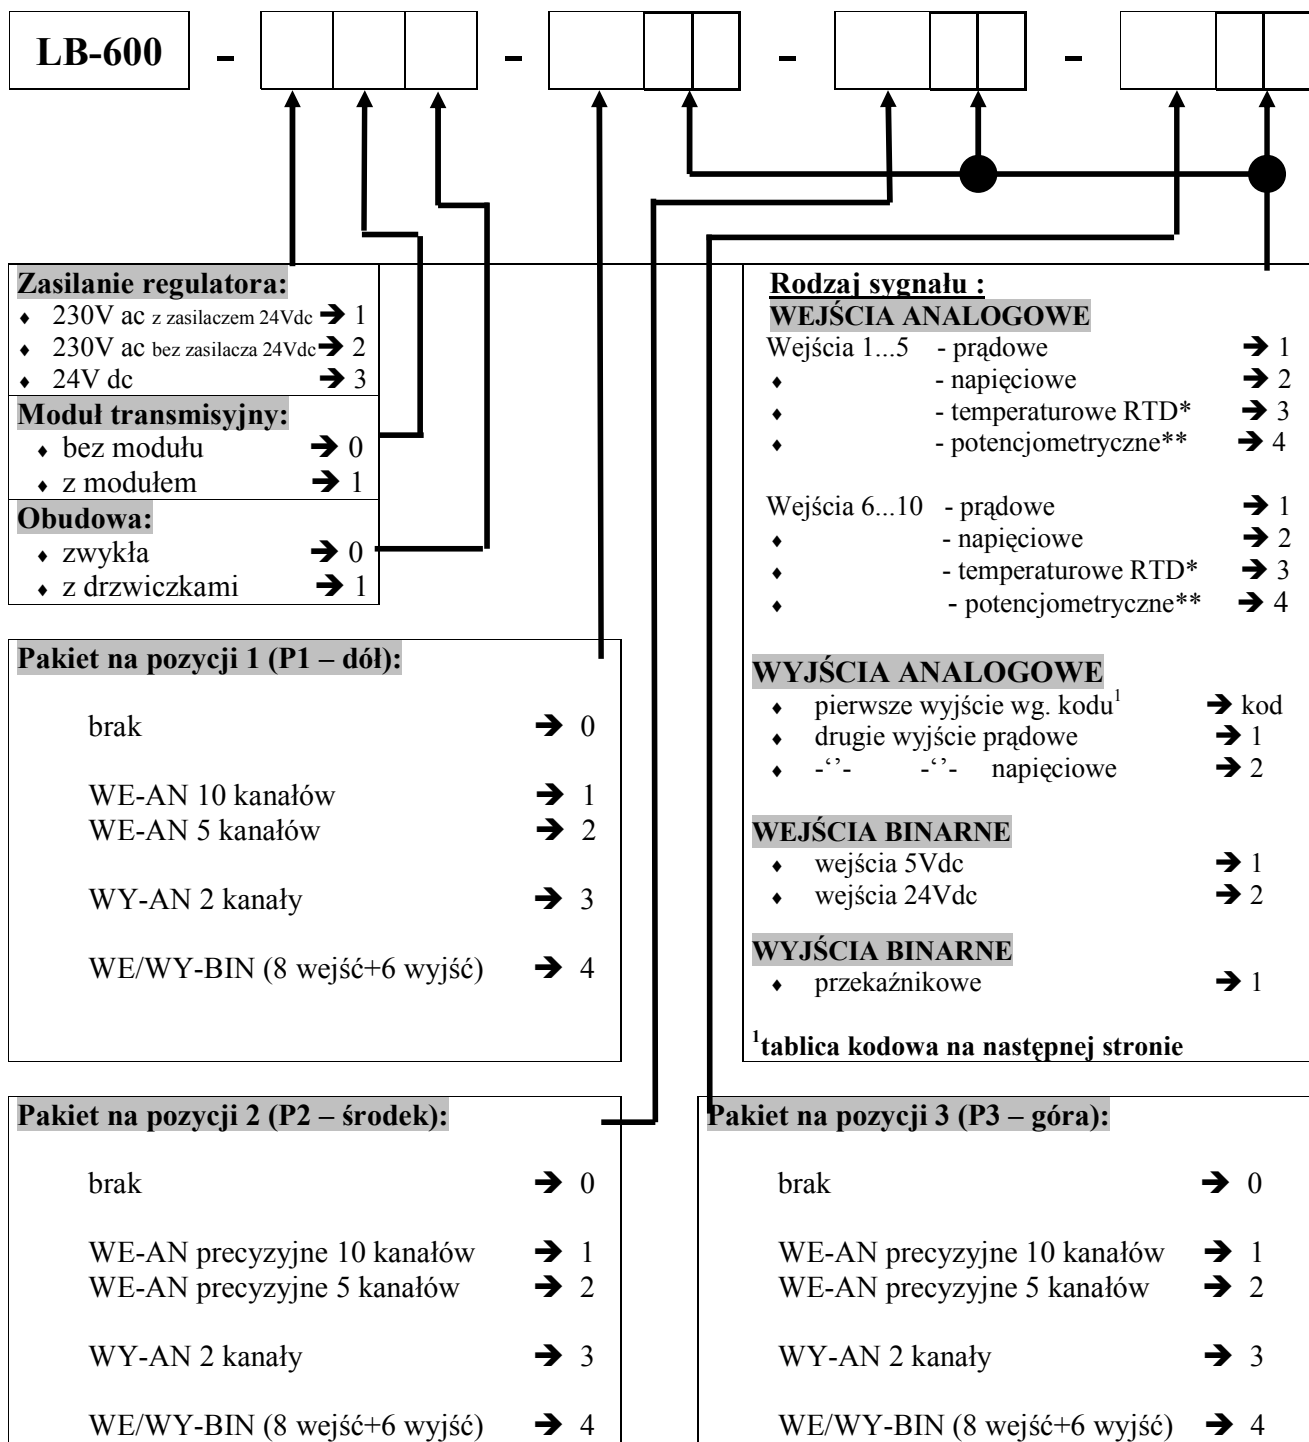 LB-600 - - - -
Zasilanie regulatora:
♦ 230V ac z zasilaczem 24Vdc ➔ 1
♦ 230V ac bez zasilacza 24Vdc ➔ 2
♦ 24V dc ➔ 3
Moduł transmisyjny:
♦ bez modułu ➔ 0
♦ z modułem ➔ 1
Obudowa:
♦ zwykła ➔ 0
♦ z drzwiczkami ➔ 1
Rodzaj sygnału :
WEJŚCIA ANALOGOWE
Wejścia 1...5 - prądowe ➔ 1
♦ - napięciowe ➔ 2
♦ - temperaturowe RTD* ➔ 3
♦ - potencjometryczne** ➔ 4
Wejścia 6...10 - prądowe ➔ 1
♦ - napięciowe ➔ 2
♦ - temperaturowe RTD* ➔ 3
♦ - potencjometryczne** ➔ 4
WYJŚCIA ANALOGOWE
♦ pierwsze wyjście wg. kodu¹ ➔ kod
♦ drugie wyjście prądowe ➔ 1
♦ -‘’- -‘’- napięciowe ➔ 2
WEJŚCIA BINARNE
♦ wejścia 5Vdc ➔ 1
♦ wejścia 24Vdc ➔ 2
WYJŚCIA BINARNE
♦ przekaźnikowe ➔ 1
¹tablica kodowa na następnej stronie
Pakiet na pozycji 1 (P1 – dół):
brak ➔ 0
WE-AN 10 kanałów ➔ 1
WE-AN 5 kanałów ➔ 2
WY-AN 2 kanały ➔ 3
WE/WY-BIN (8 wejść+6 wyjść) ➔ 4
Pakiet na pozycji 2 (P2 – środek):
brak ➔ 0
WE-AN precyzyjne 10 kanałów ➔ 1
WE-AN precyzyjne 5 kanałów ➔ 2
WY-AN 2 kanały ➔ 3
WE/WY-BIN (8 wejść+6 wyjść) ➔ 4
Pakiet na pozycji 3 (P3 – góra):
brak ➔ 0
WE-AN precyzyjne 10 kanałów ➔ 1
WE-AN precyzyjne 5 kanałów ➔ 2
WY-AN 2 kanały ➔ 3
WE/WY-BIN (8 wejść+6 wyjść) ➔ 4